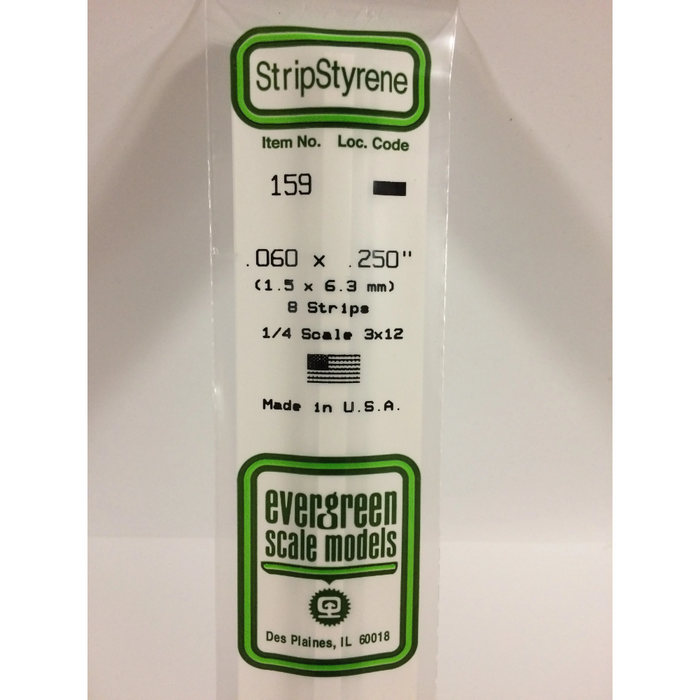 StripStyrene
Item No. Loc. Code
159
.060 x .250"
(1.5 x 6.3 mm)
8 Strips
1/4 Scale 3x12
Made in U.S.A.
evergreen
scale models
Des Plaines, IL 60018